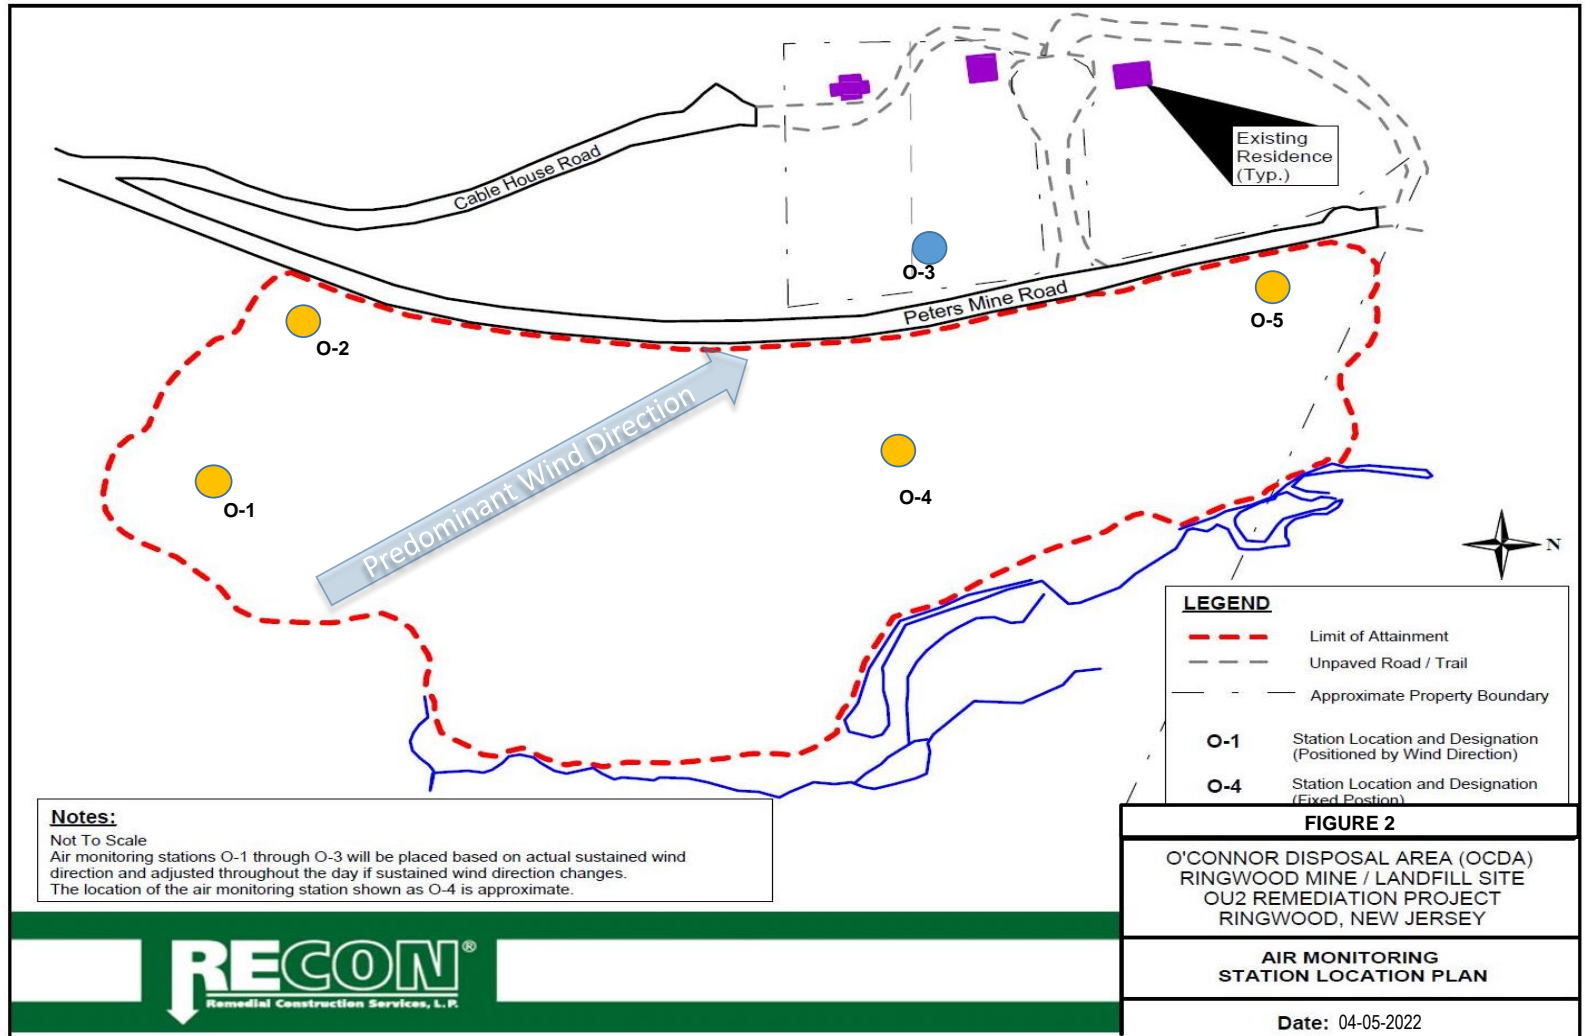 Cable House Road
Existing
Residence
(Typ.)
O-3
Peters Mine Road
O-5
O-2
Predominant Wind Direction
O-4
O-1
N
LEGEND
Limit of Attainment
Unpaved Road / Trail
Approximate Property Boundary
O-1 Station Location and Designation
(Positioned by Wind Direction)
O-4 Station Location and Designation
(Fixed Postion)
Notes:
Not To Scale
Air monitoring stations O-1 through O-3 will be placed based on actual sustained wind
direction and adjusted throughout the day if sustained wind direction changes.
The location of the air monitoring station shown as O-4 is approximate.
FIGURE 2
O'CONNOR DISPOSAL AREA (OCDA)
RINGWOOD MINE / LANDFILL SITE
OU2 REMEDIATION PROJECT
RINGWOOD, NEW JERSEY
AIR MONITORING
STATION LOCATION PLAN
Date: 04-05-2022
RECON®
Remedial Construction Services, L.P.